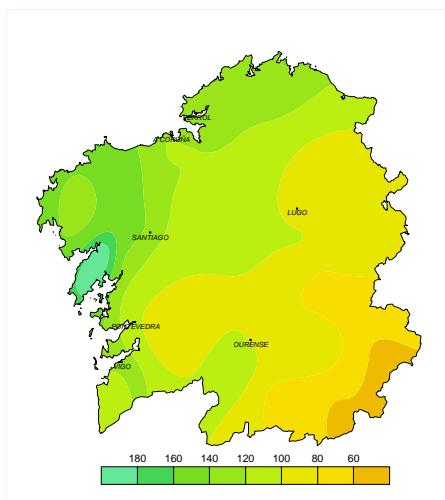 FERROL
A CORUÑA
LUGO
SANTIAGO
PONTEVEDRA
OURENSE
VIGO
180 160 140 120 100 80 60